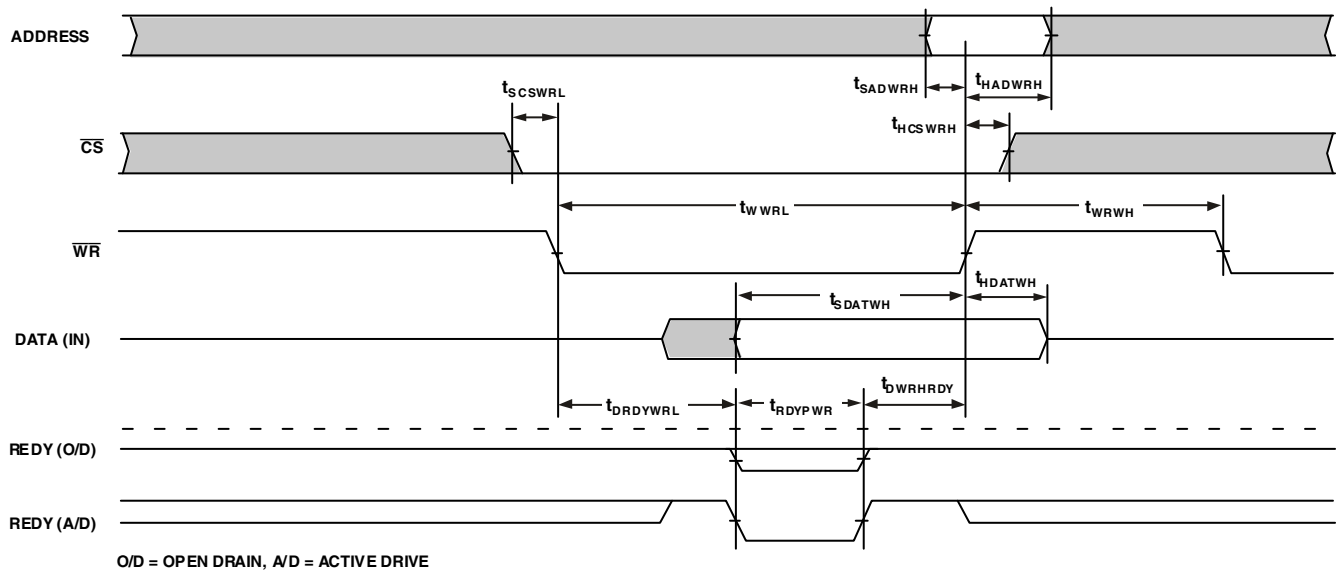 ADDRESS
tSADWRH
tHADWRH
tSCSWRL
tHCSWRH
CS
tWWRL
tWRWH
WR
tSDATWH
tHDATWH
DATA (IN)
tDRDYWRL
tRDYPWR
tDWRHRDY
REDY (O/D)
REDY (A/D)
O/D = OPEN DRAIN, A/D = ACTIVE DRIVE